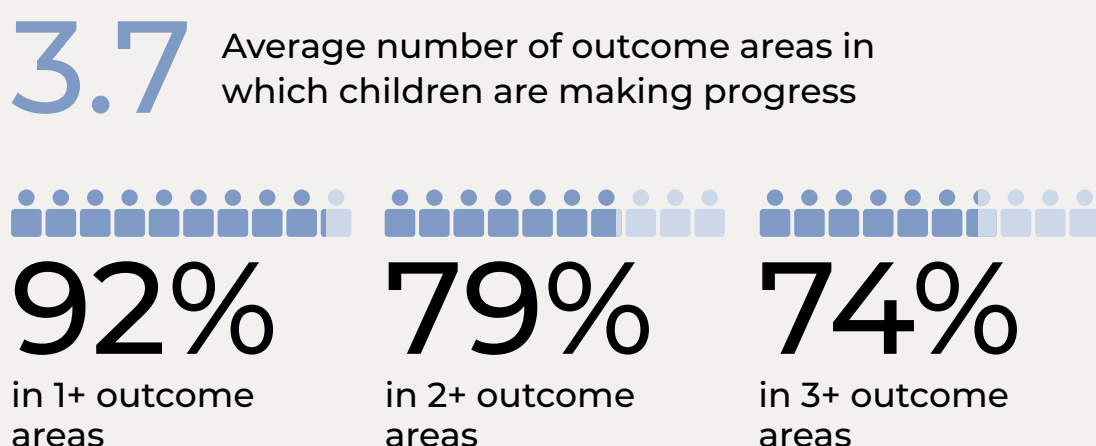 3.7
Average number of outcome areas in
which children are making progress
92%
in 1+ outcome
areas
79%
in 2+ outcome
areas
74%
in 3+ outcome
areas